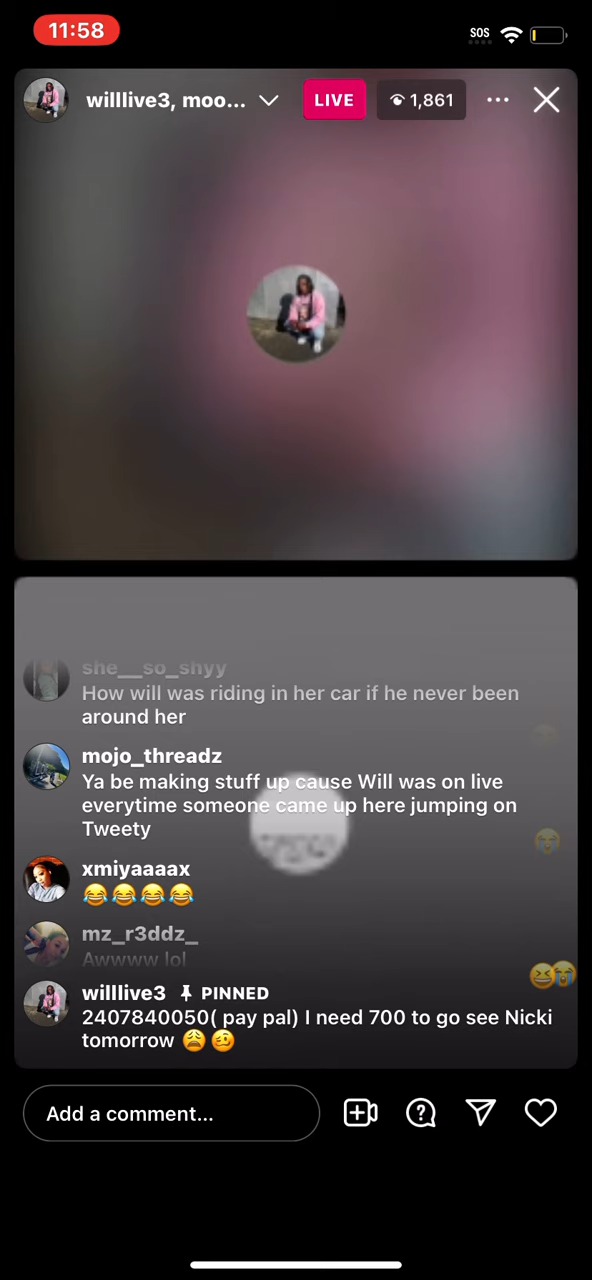 11:58
SOS
willlive3, moo...
LIVE
1,861
she__so_shyy
How will was riding in her car if he never been
around her
mojo_threadz
Ya be making stuff up cause Will was on live
everytime someone came up here jumping on
Tweety
xmiyaaaax
😂😂😂😂
mz_r3ddz_
Awwww lol
willlive3 PINNED
2407840050( pay pal) I need 700 to go see Nicki
tomorrow 😩🥴
Add a comment...